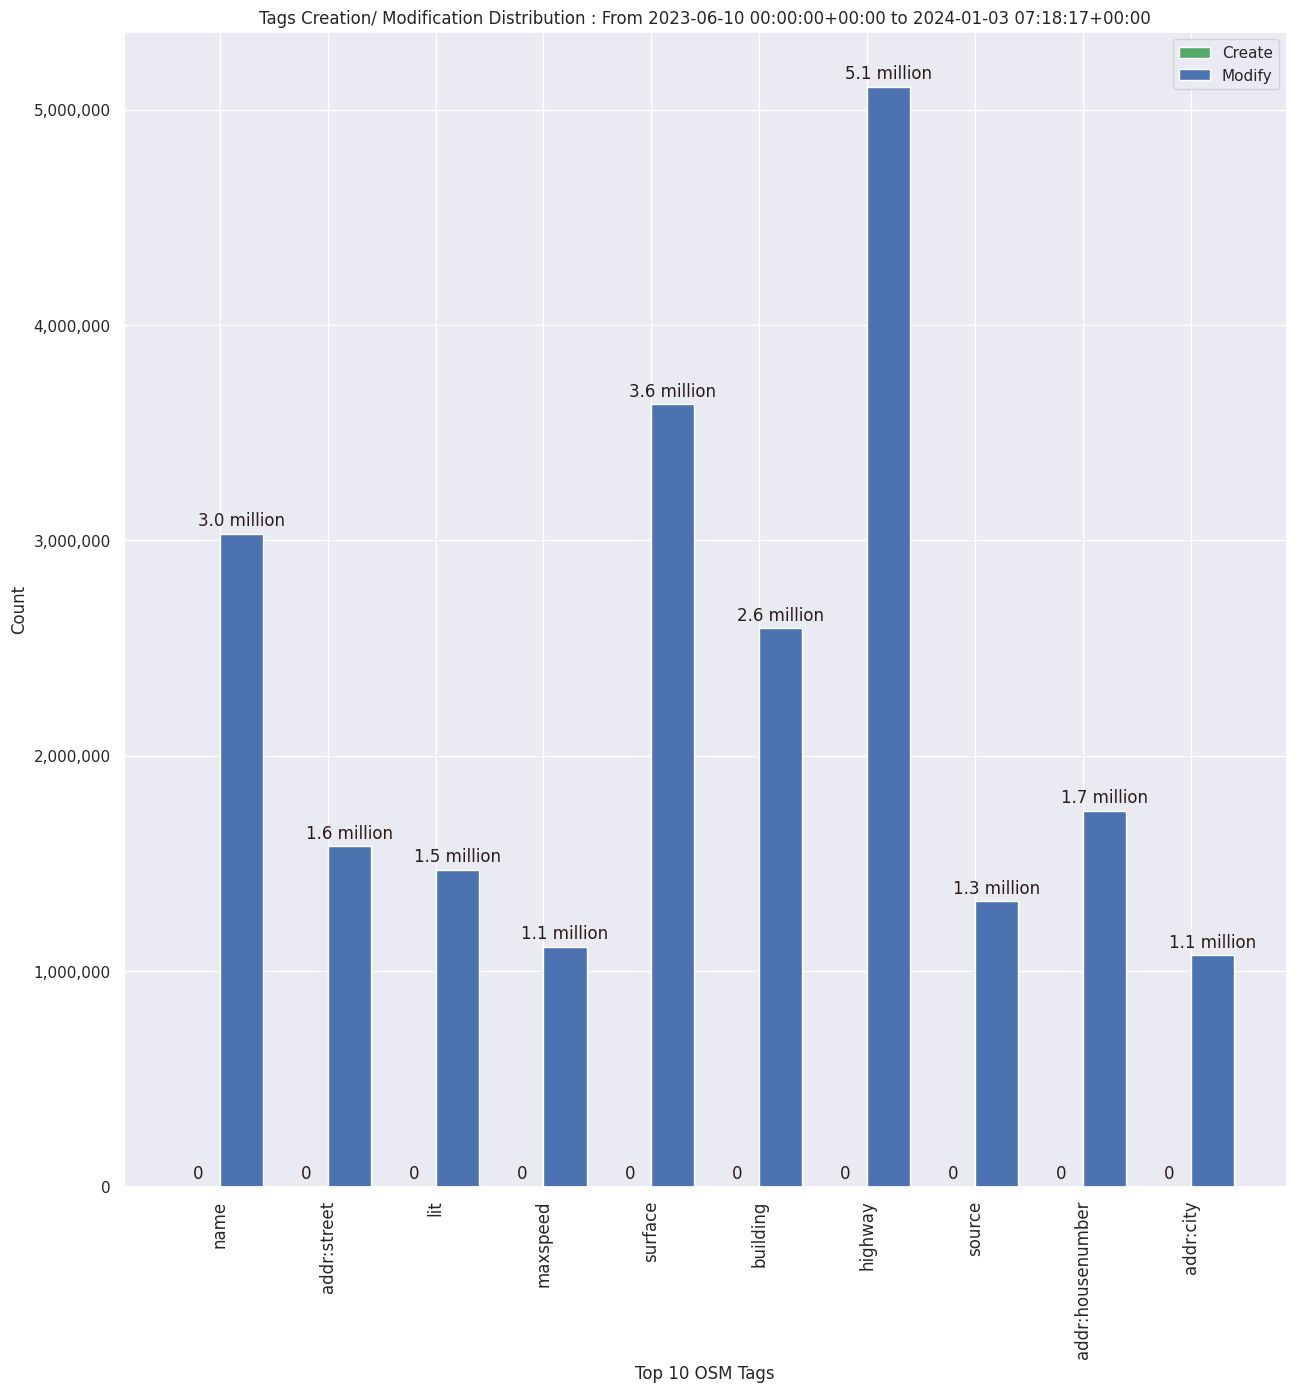 Tags Creation/ Modification Distribution : From 2023-06-10 00:00:00+00:00 to 2024-01-03 07:18:17+00:00
Create
Modify
Count
5,000,000
4,000,000
3,000,000
2,000,000
1,000,000
0
3.0 million
1.6 million
1.5 million
1.1 million
3.6 million
2.6 million
5.1 million
1.3 million
1.7 million
1.1 million
0
0
0
0
0
0
0
0
0
0
name
addr:street
lit
maxspeed
surface
building
highway
source
addr:housenumber
addr:city
Top 10 OSM Tags